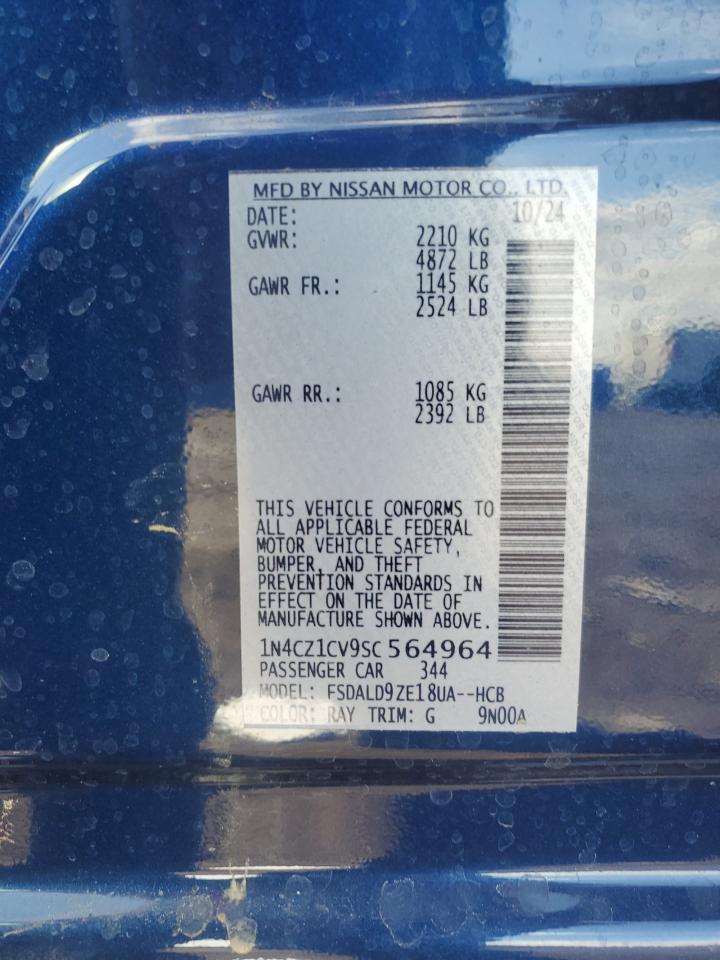 MFD BY NISSAN MOTOR CO., LTD.
DATE: 10/24
GVWR: 2210 KG
4872 LB
GAWR FR.: 1145 KG
2524 LB
GAWR RR.: 1085 KG
2392 LB
THIS VEHICLE CONFORMS TO
ALL APPLICABLE FEDERAL
MOTOR VEHICLE SAFETY,
BUMPER, AND THEFT
PREVENTION STANDARDS IN
EFFECT ON THE DATE OF
MANUFACTURE SHOWN ABOVE.
1N4CZ1CV9SC564964
PASSENGER CAR 344
MODEL: FSDALD9ZE18UA--HCB
COLOR: RAY TRIM: G 9N00A